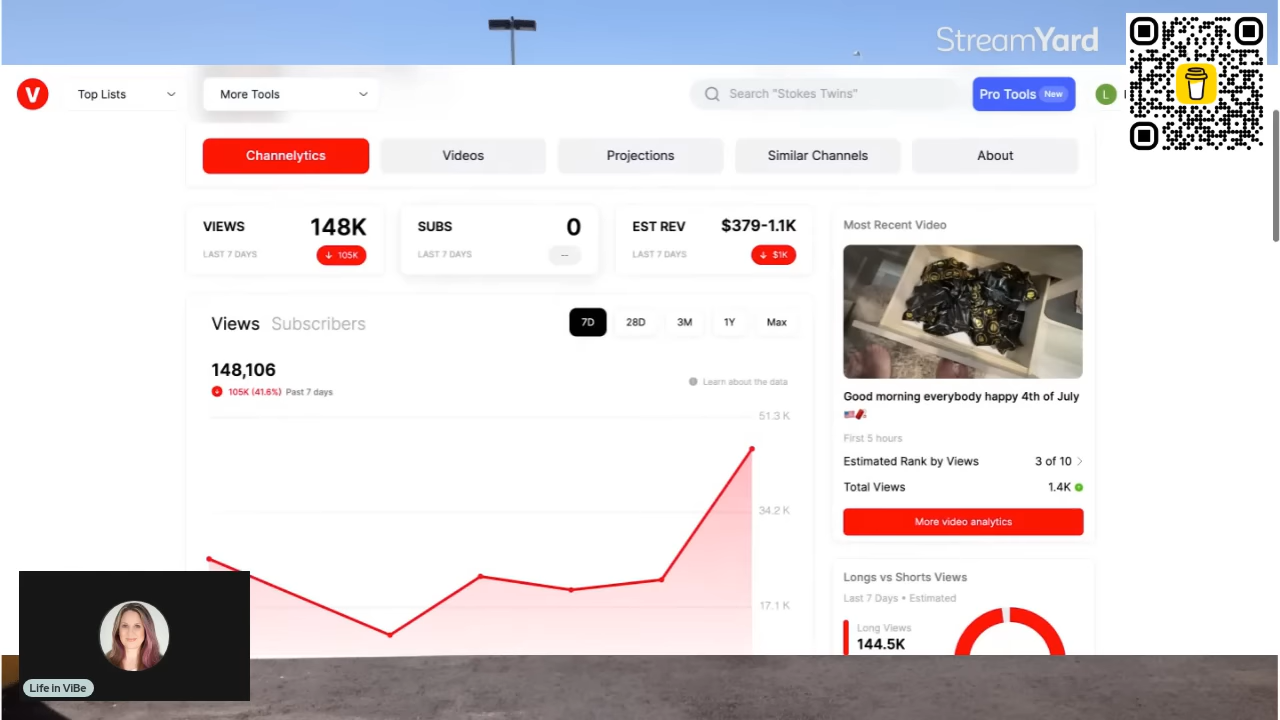 StreamYard
V
Top Lists
More Tools
Search "Stokes Twins"
Pro Tools New
L
Channelytics
Videos
Projections
Similar Channels
About
VIEWS 148K
LAST 7 DAYS 105K
SUBS 0
LAST 7 DAYS --
EST REV $379-1.1K
LAST 7 DAYS $1K
Views Subscribers
7D 28D 3M 1Y Max
148,106
105K (41.6%) Past 7 days
Learn about the data
51.3 K
34.2 K
17.1 K
Most Recent Video
Good morning everybody happy 4th of July
🇺🇸🧨
First 5 hours
Estimated Rank by Views 3 of 10
Total Views 1.4K
More video analytics
Longs vs Shorts Views
Last 7 Days • Estimated
Long Views
144.5K
Life in ViBe